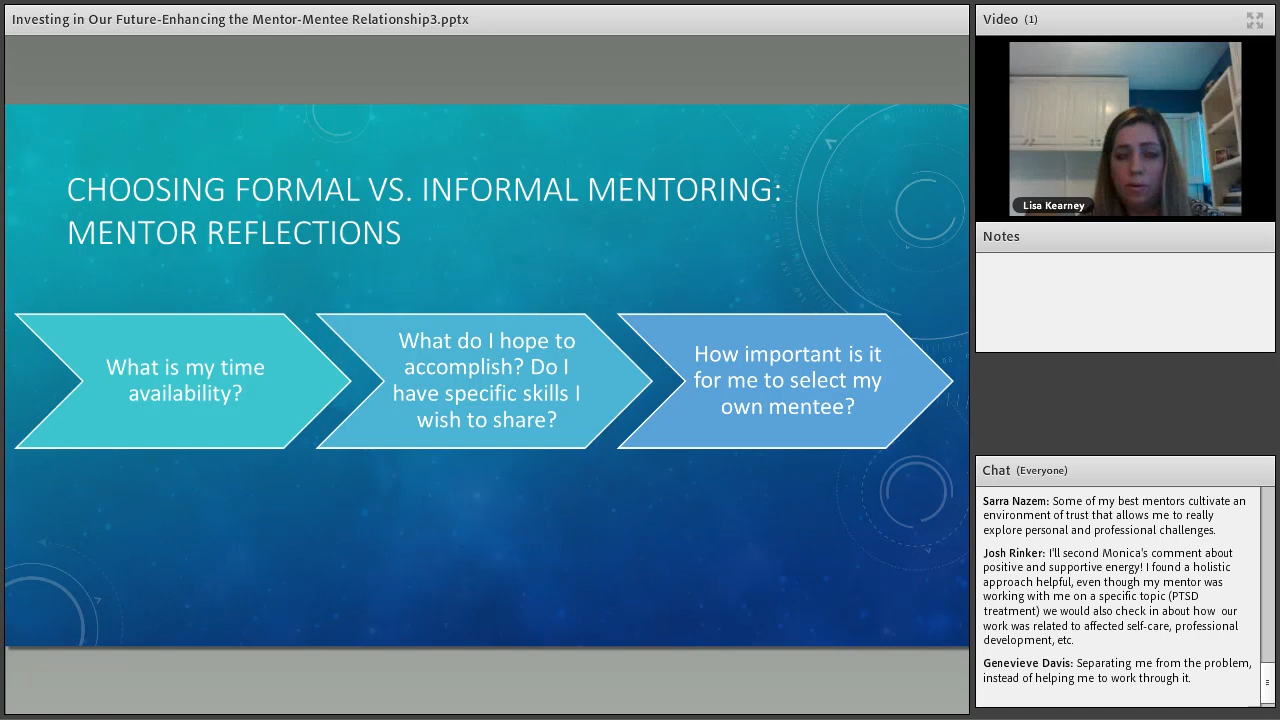 Investing in Our Future-Enhancing the Mentor-Mentee Relationship3.pptx
CHOOSING FORMAL VS. INFORMAL MENTORING:
MENTOR REFLECTIONS
What is my time
availability?
What do I hope to
accomplish? Do I
have specific skills I
wish to share?
How important is it
for me to select my
own mentee?
Video (1)
Lisa Kearney
Notes
Chat (Everyone)
Sarra Nazem: Some of my best mentors cultivate an
environment of trust that allows me to really
explore personal and professional challenges.
Josh Rinker: I'll second Monica's comment about
positive and supportive energy! I found a holistic
approach helpful, even though my mentor was
working with me on a specific topic (PTSD
treatment) we would also check in about how our
work was related to affected self-care, professional
development, etc.
Genevieve Davis: Separating me from the problem,
instead of helping me to work through it.